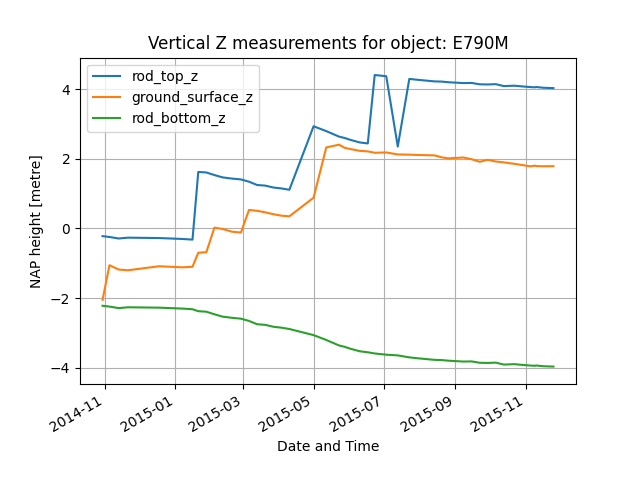 Vertical Z measurements for object: E790M
rod_top_z
ground_surface_z
rod_bottom_z
4
2
0
−2
−4
NAP height [metre]
2014-11
2015-01
2015-03
2015-05
2015-07
2015-09
2015-11
Date and Time